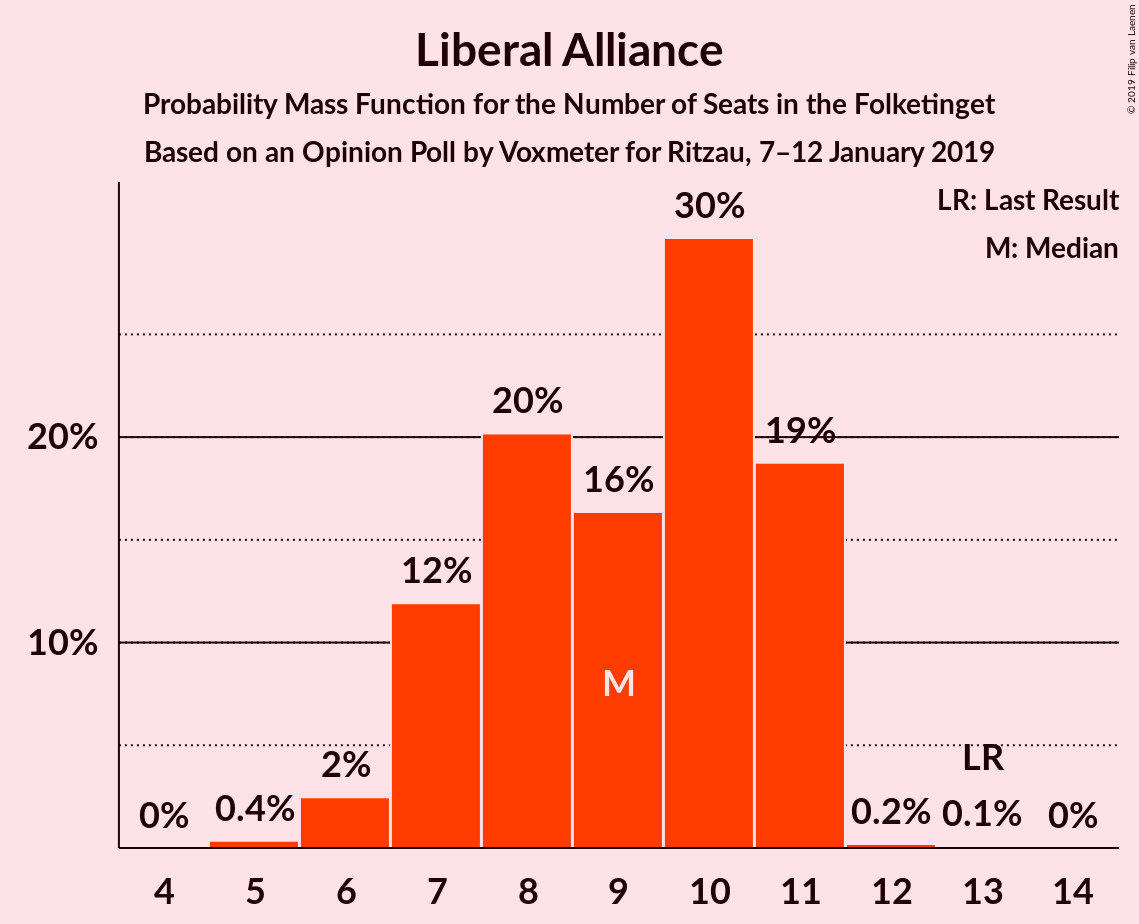 © 2019 Filip van Laenen
Liberal Alliance
Probability Mass Function for the Number of Seats in the Folketinget
Based on an Opinion Poll by Voxmeter for Ritzau, 7–12 January 2019
LR: Last Result
M: Median
20%
10%
0%
0.4%
2%
12%
20%
16%
30%
19%
0.2%
0.1%
0%
M
LR
4 5 6 7 8 9 10 11 12 13 14